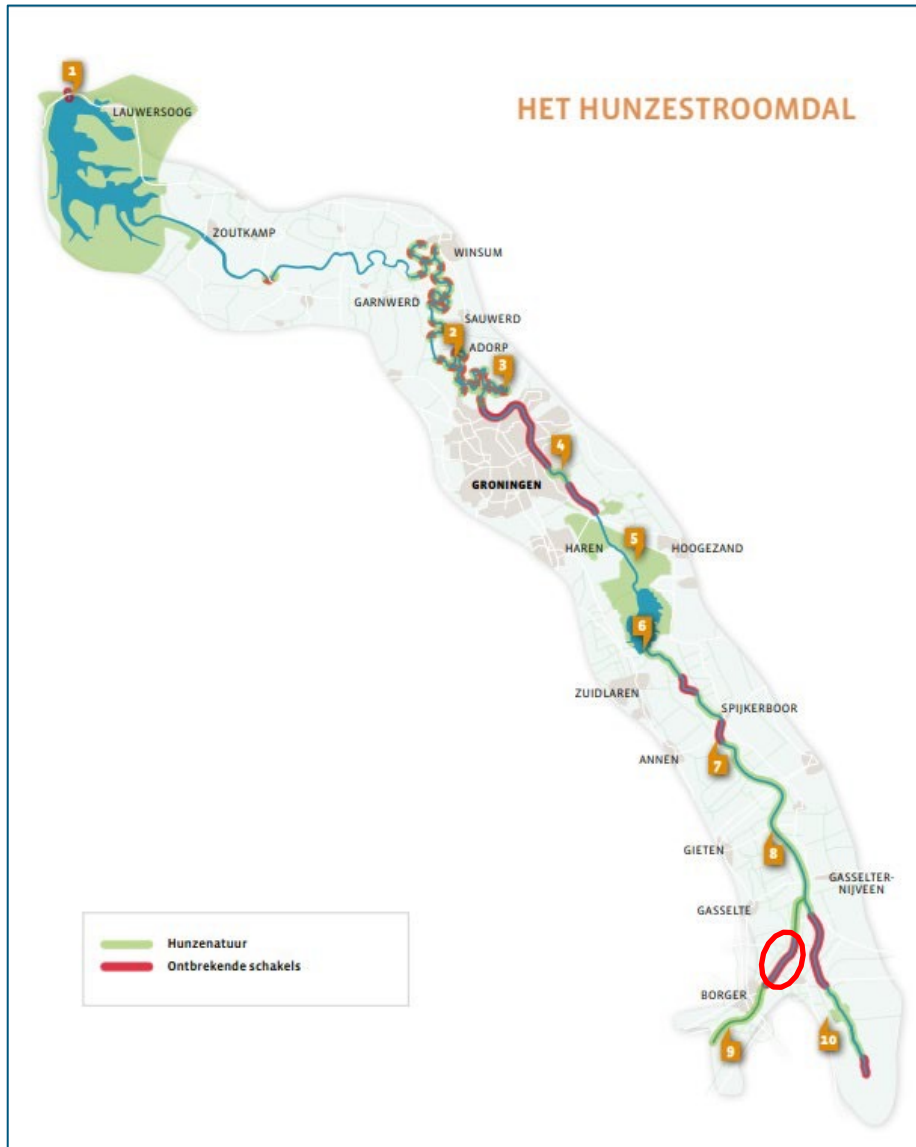 HET HUNZESTROOMDAL
1
LAUWERSOOG
ZOUTKAMP
WINSUM
GARNWERD
SAUWERD
2
ADORP
3
4
GRONINGEN
5
HAREN
HOOGEZAND
6
ZUIDLAREN
SPIJKERBOOR
ANNEN
7
8
GIETEN
GASSELTER-
NIJVEEN
GASSELTE
BORGER
9
10
Hunzenatuur
Ontbrekende schakels